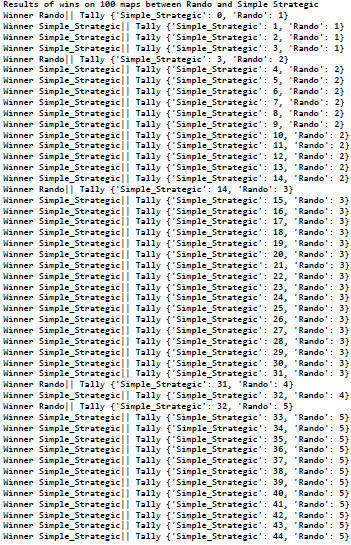 Results of wins on 100 maps between Rando and Simple Strategic
Winner Rando|| Tally {'Simple_Strategic': 0, 'Rando': 1}
Winner Simple_Strategic|| Tally {'Simple_Strategic': 1, 'Rando': 1}
Winner Simple_Strategic|| Tally {'Simple_Strategic': 2, 'Rando': 1}
Winner Simple_Strategic|| Tally {'Simple_Strategic': 3, 'Rando': 1}
Winner Rando|| Tally {'Simple_Strategic': 3, 'Rando': 2}
Winner Simple_Strategic|| Tally {'Simple_Strategic': 4, 'Rando': 2}
Winner Simple_Strategic|| Tally {'Simple_Strategic': 5, 'Rando': 2}
Winner Simple_Strategic|| Tally {'Simple_Strategic': 6, 'Rando': 2}
Winner Simple_Strategic|| Tally {'Simple_Strategic': 7, 'Rando': 2}
Winner Simple_Strategic|| Tally {'Simple_Strategic': 8, 'Rando': 2}
Winner Simple_Strategic|| Tally {'Simple_Strategic': 9, 'Rando': 2}
Winner Simple_Strategic|| Tally {'Simple_Strategic': 10, 'Rando': 2}
Winner Simple_Strategic|| Tally {'Simple_Strategic': 11, 'Rando': 2}
Winner Simple_Strategic|| Tally {'Simple_Strategic': 12, 'Rando': 2}
Winner Simple_Strategic|| Tally {'Simple_Strategic': 13, 'Rando': 2}
Winner Simple_Strategic|| Tally {'Simple_Strategic': 14, 'Rando': 2}
Winner Rando|| Tally {'Simple_Strategic': 14, 'Rando': 3}
Winner Simple_Strategic|| Tally {'Simple_Strategic': 15, 'Rando': 3}
Winner Simple_Strategic|| Tally {'Simple_Strategic': 16, 'Rando': 3}
Winner Simple_Strategic|| Tally {'Simple_Strategic': 17, 'Rando': 3}
Winner Simple_Strategic|| Tally {'Simple_Strategic': 18, 'Rando': 3}
Winner Simple_Strategic|| Tally {'Simple_Strategic': 19, 'Rando': 3}
Winner Simple_Strategic|| Tally {'Simple_Strategic': 20, 'Rando': 3}
Winner Simple_Strategic|| Tally {'Simple_Strategic': 21, 'Rando': 3}
Winner Simple_Strategic|| Tally {'Simple_Strategic': 22, 'Rando': 3}
Winner Simple_Strategic|| Tally {'Simple_Strategic': 23, 'Rando': 3}
Winner Simple_Strategic|| Tally {'Simple_Strategic': 24, 'Rando': 3}
Winner Simple_Strategic|| Tally {'Simple_Strategic': 25, 'Rando': 3}
Winner Simple_Strategic|| Tally {'Simple_Strategic': 26, 'Rando': 3}
Winner Simple_Strategic|| Tally {'Simple_Strategic': 27, 'Rando': 3}
Winner Simple_Strategic|| Tally {'Simple_Strategic': 28, 'Rando': 3}
Winner Simple_Strategic|| Tally {'Simple_Strategic': 29, 'Rando': 3}
Winner Simple_Strategic|| Tally {'Simple_Strategic': 30, 'Rando': 3}
Winner Simple_Strategic|| Tally {'Simple_Strategic': 31, 'Rando': 3}
Winner Rando|| Tally {'Simple_Strategic': 31, 'Rando': 4}
Winner Simple_Strategic|| Tally {'Simple_Strategic': 32, 'Rando': 4}
Winner Rando|| Tally {'Simple_Strategic': 32, 'Rando': 5}
Winner Simple_Strategic|| Tally {'Simple_Strategic': 33, 'Rando': 5}
Winner Simple_Strategic|| Tally {'Simple_Strategic': 34, 'Rando': 5}
Winner Simple_Strategic|| Tally {'Simple_Strategic': 35, 'Rando': 5}
Winner Simple_Strategic|| Tally {'Simple_Strategic': 36, 'Rando': 5}
Winner Simple_Strategic|| Tally {'Simple_Strategic': 37, 'Rando': 5}
Winner Simple_Strategic|| Tally {'Simple_Strategic': 38, 'Rando': 5}
Winner Simple_Strategic|| Tally {'Simple_Strategic': 39, 'Rando': 5}
Winner Simple_Strategic|| Tally {'Simple_Strategic': 40, 'Rando': 5}
Winner Simple_Strategic|| Tally {'Simple_Strategic': 41, 'Rando': 5}
Winner Simple_Strategic|| Tally {'Simple_Strategic': 42, 'Rando': 5}
Winner Simple_Strategic|| Tally {'Simple_Strategic': 43, 'Rando': 5}
Winner Simple_Strategic|| Tally {'Simple_Strategic': 44, 'Rando': 5}